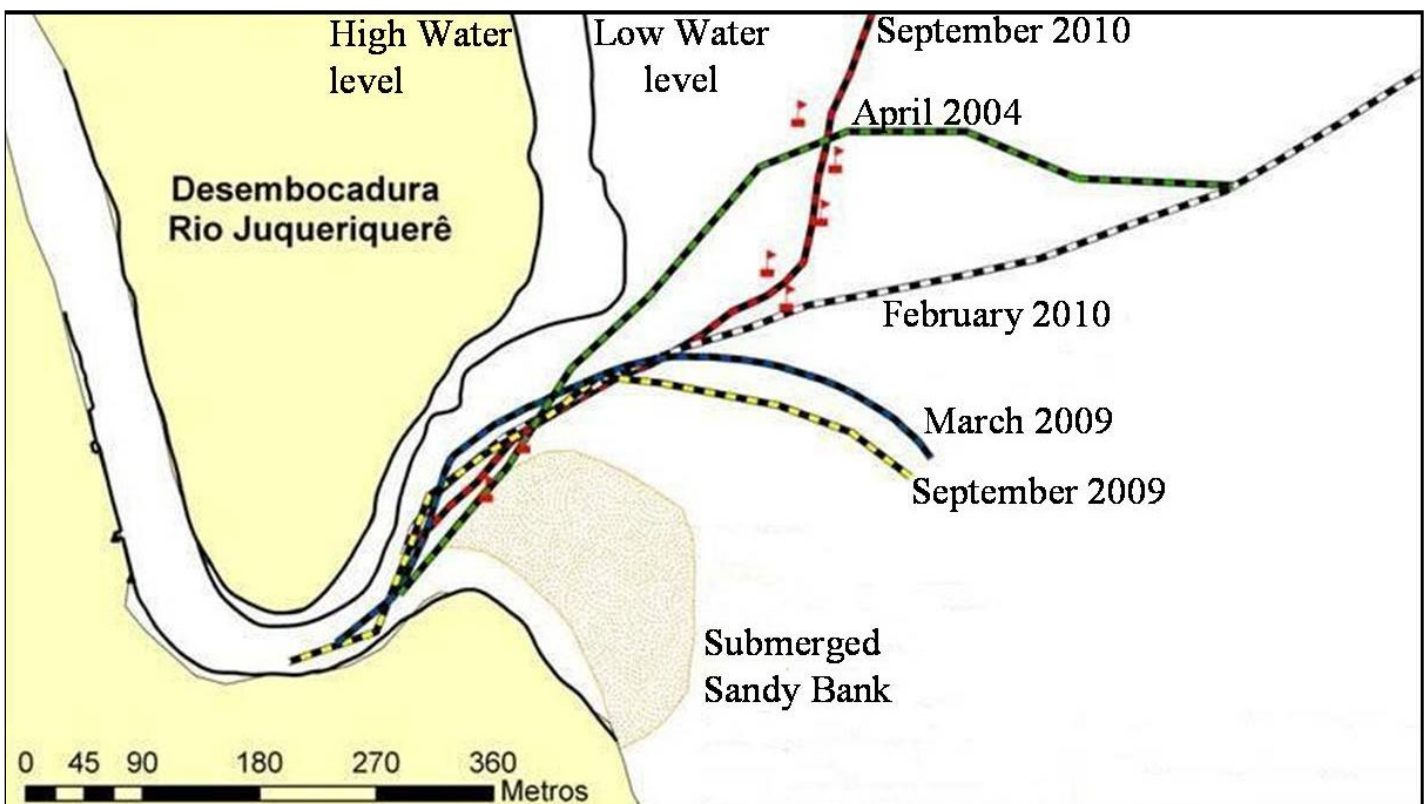 High Water
level
Low Water
level
September 2010
April 2004
Desembocadura
Rio Juqueriquerê
February 2010
March 2009
September 2009
Submerged
Sandy Bank
0 45 90 180 270 360
Metros